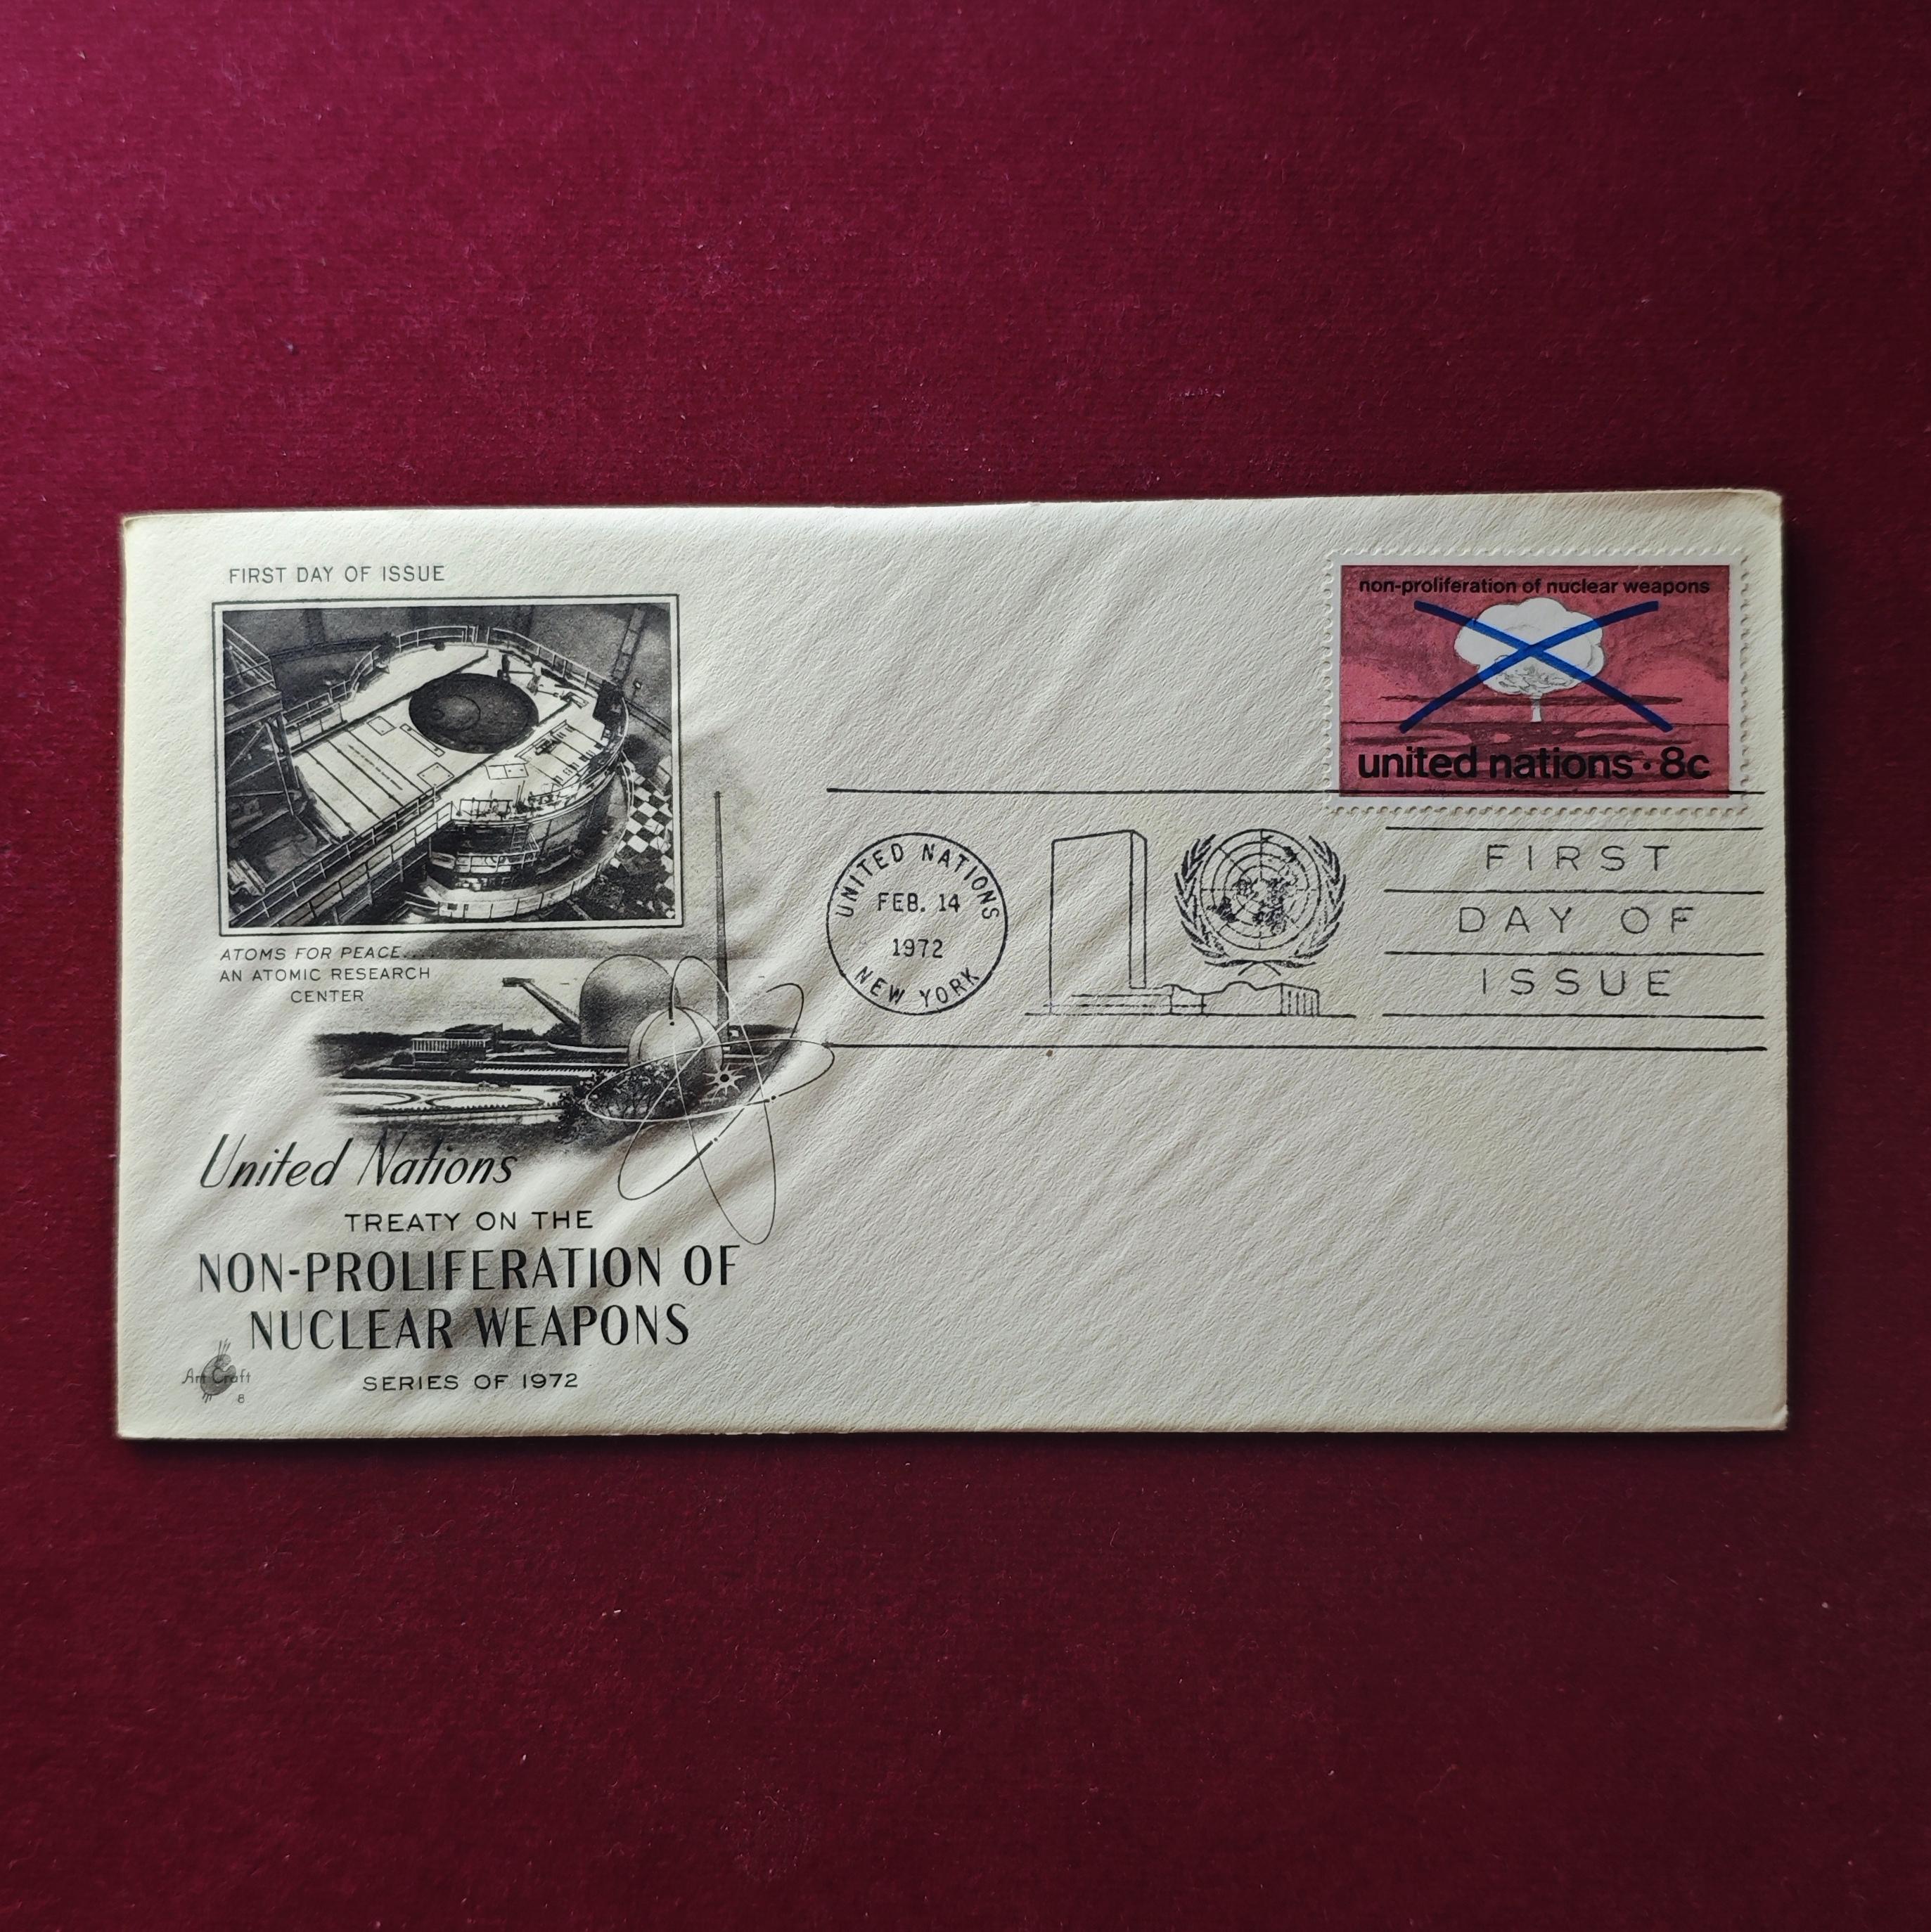 FIRST DAY OF ISSUE
ATOMS FOR PEACE....
AN ATOMIC RESEARCH
CENTER
United Nations
TREATY ON THE
NON-PROLIFERATION OF
NUCLEAR WEAPONS
SERIES OF 1972
Art Craft
8
UNITED NATIONS
FEB. 14
1972
NEW YORK
non-proliferation of nuclear weapons
united nations · 8c
FIRST
DAY OF
ISSUE